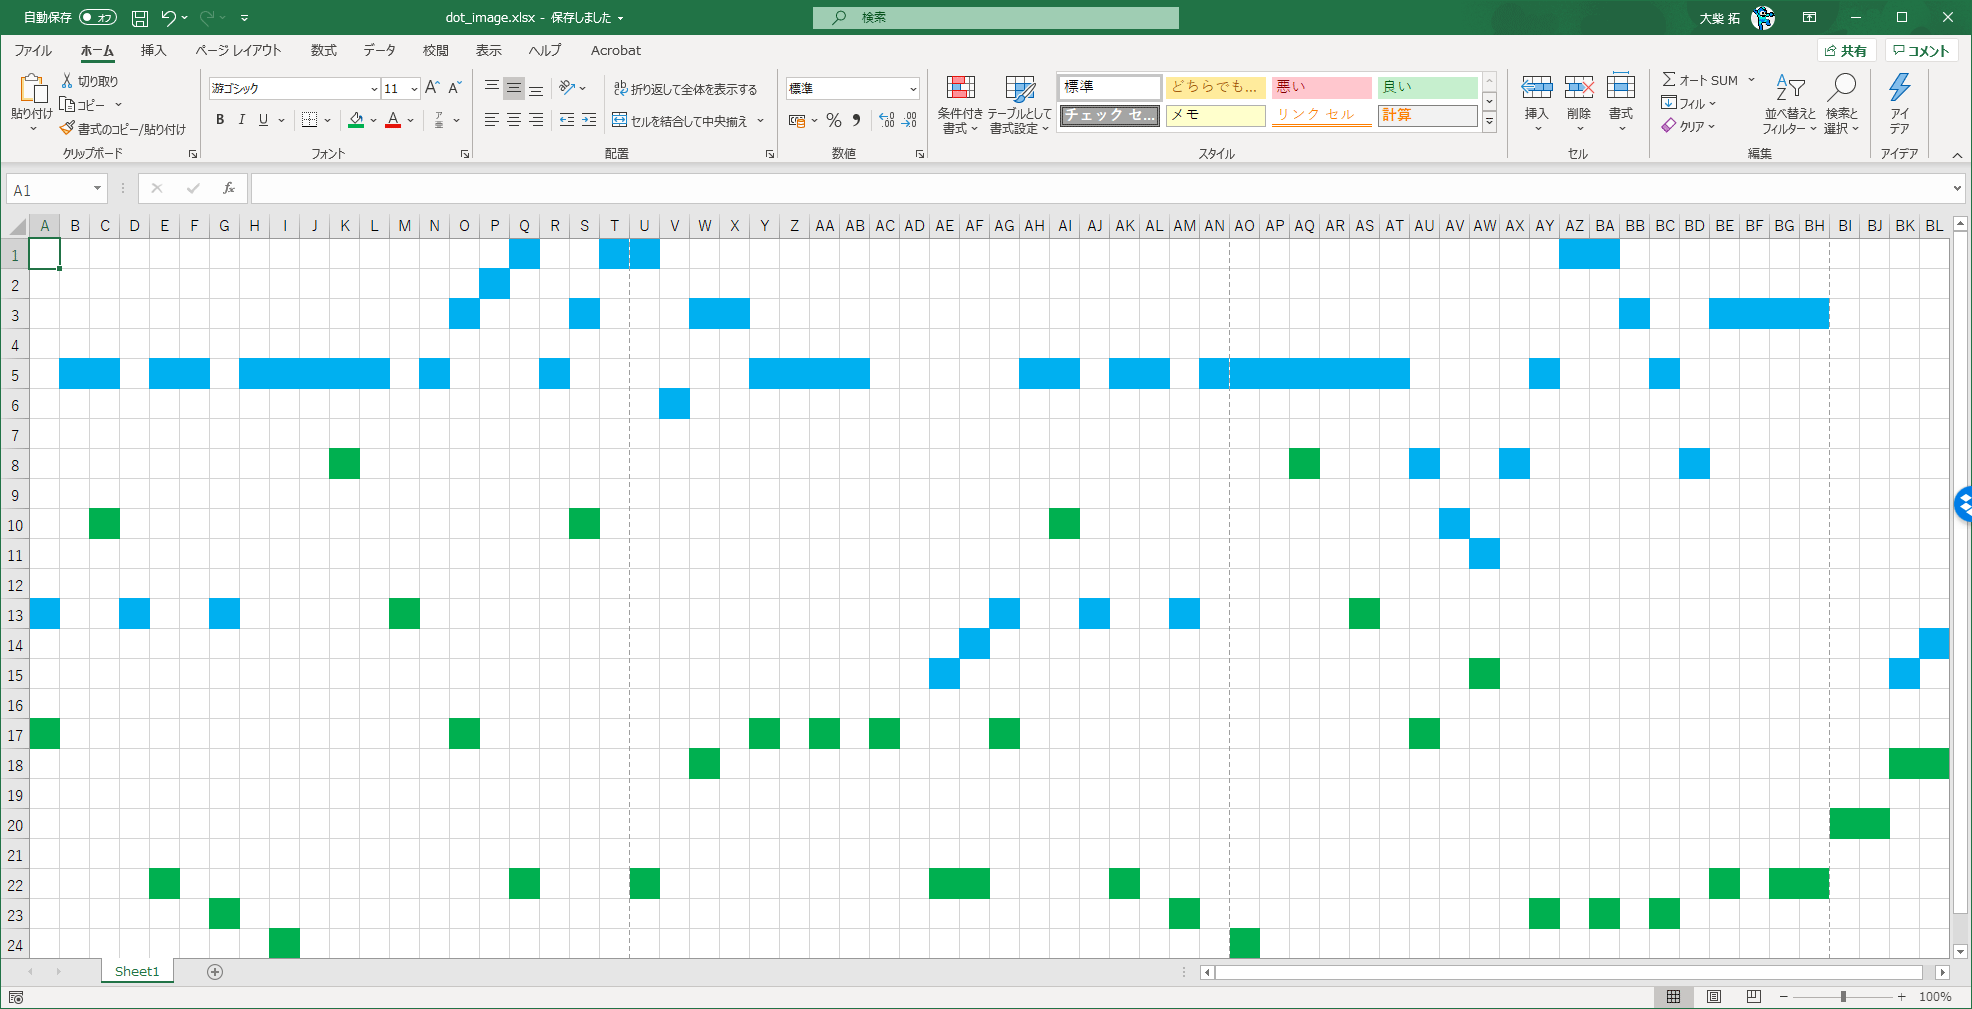 自動保存 オフ dot_image.xlsx - 保存しました 検索 大柴 拓
ファイル ホーム 挿入 ページ レイアウト 数式 データ 校閲 表示 ヘルプ Acrobat 共有 コメント
貼り付け 切り取り コピー 書式のコピー/貼り付け
游ゴシック 11 A A
B I U A ア 亜
ab 折り返して全体を表示する
セルを結合して中央揃え
標準
% 9 .0 .00 .00 .0
条件付き 書式 テーブルとして 書式設定
標準 どちらでも... 悪い 良い
チェック セ... メモ リンク セル 計算
挿入 削除 書式
Σ オート SUM
フィル
クリア
並べ替えと フィルター 検索と 選択
アイ デア
クリップボード フォント 配置 数値 スタイル セル 編集 アイデア
A1 fx
A B C D E F G H I J K L M N O P Q R S T U V W X Y Z AA AB AC AD AE AF AG AH AI AJ AK AL AM AN AO AP AQ AR AS AT AU AV AW AX AY AZ BA BB BC BD BE BF BG BH BI BJ BK BL
1
2
3
4
5
6
7
8
9
10
11
12
13
14
15
16
17
18
19
20
21
22
23
24
Sheet1
100%